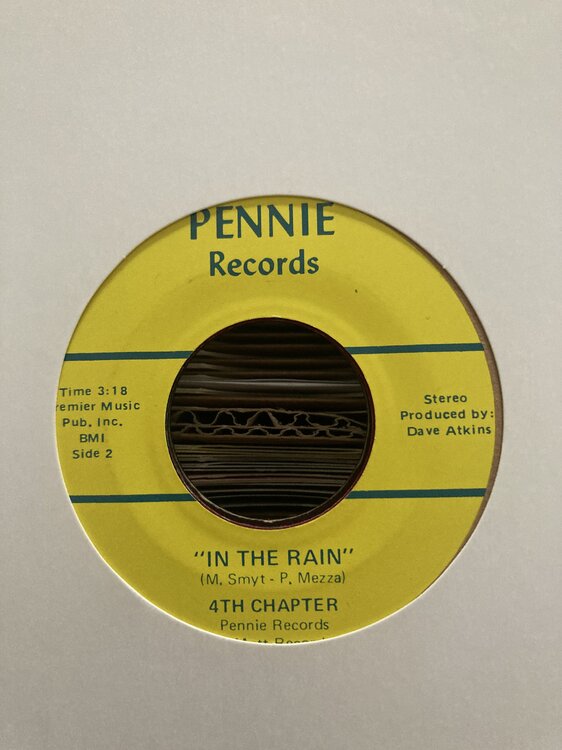 PENNIE
Records
Time 3:18
remier Music
Pub, Inc.
BMI
Side 2
Stereo
Produced by:
Dave Atkins
"IN THE RAIN"
(M. Smyt - P. Mezza)
4TH CHAPTER
Pennie Records